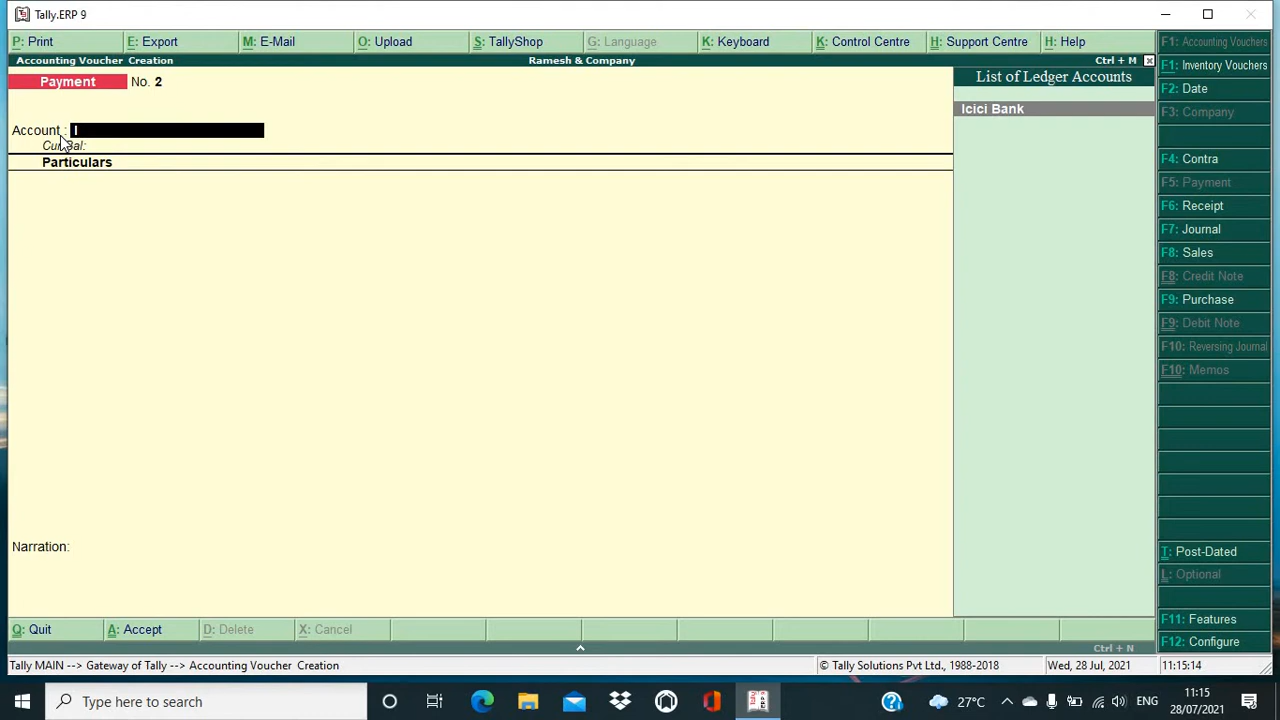 Tally.ERP 9
P: Print
E: Export
M: E-Mail
O: Upload
S: TallyShop
G: Language
K: Keyboard
K: Control Centre
H: Support Centre
H: Help
F1: Accounting Vouchers
Accounting Voucher Creation
Ramesh & Company
Ctrl + M
F1: Inventory Vouchers
Payment
No. 2
List of Ledger Accounts
F2: Date
Icici Bank
F3: Company
Account : I
Cur Bal:
Particulars
F4: Contra
F5: Payment
F6: Receipt
F7: Journal
F8: Sales
F8: Credit Note
F9: Purchase
F9: Debit Note
F10: Reversing Journal
F10: Memos
Narration:
T: Post-Dated
L: Optional
F11: Features
F12: Configure
Q: Quit
A: Accept
D: Delete
X: Cancel
Ctrl + N
Tally MAIN --> Gateway of Tally --> Accounting Voucher Creation
© Tally Solutions Pvt Ltd., 1988-2018
Wed, 28 Jul, 2021
11:15:14
Type here to search
27°C
ENG
11:15
28/07/2021